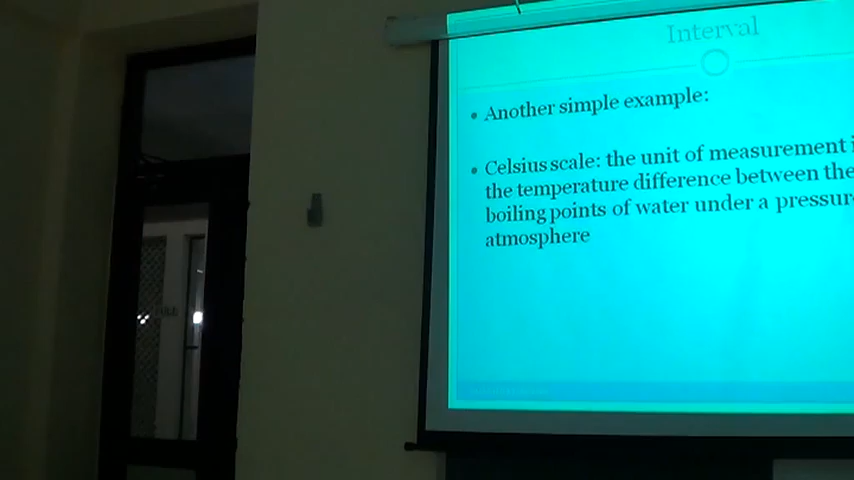 Interval
• Another simple example:
• Celsius scale: the unit of measurement i
the temperature difference between the
boiling points of water under a pressur
atmosphere